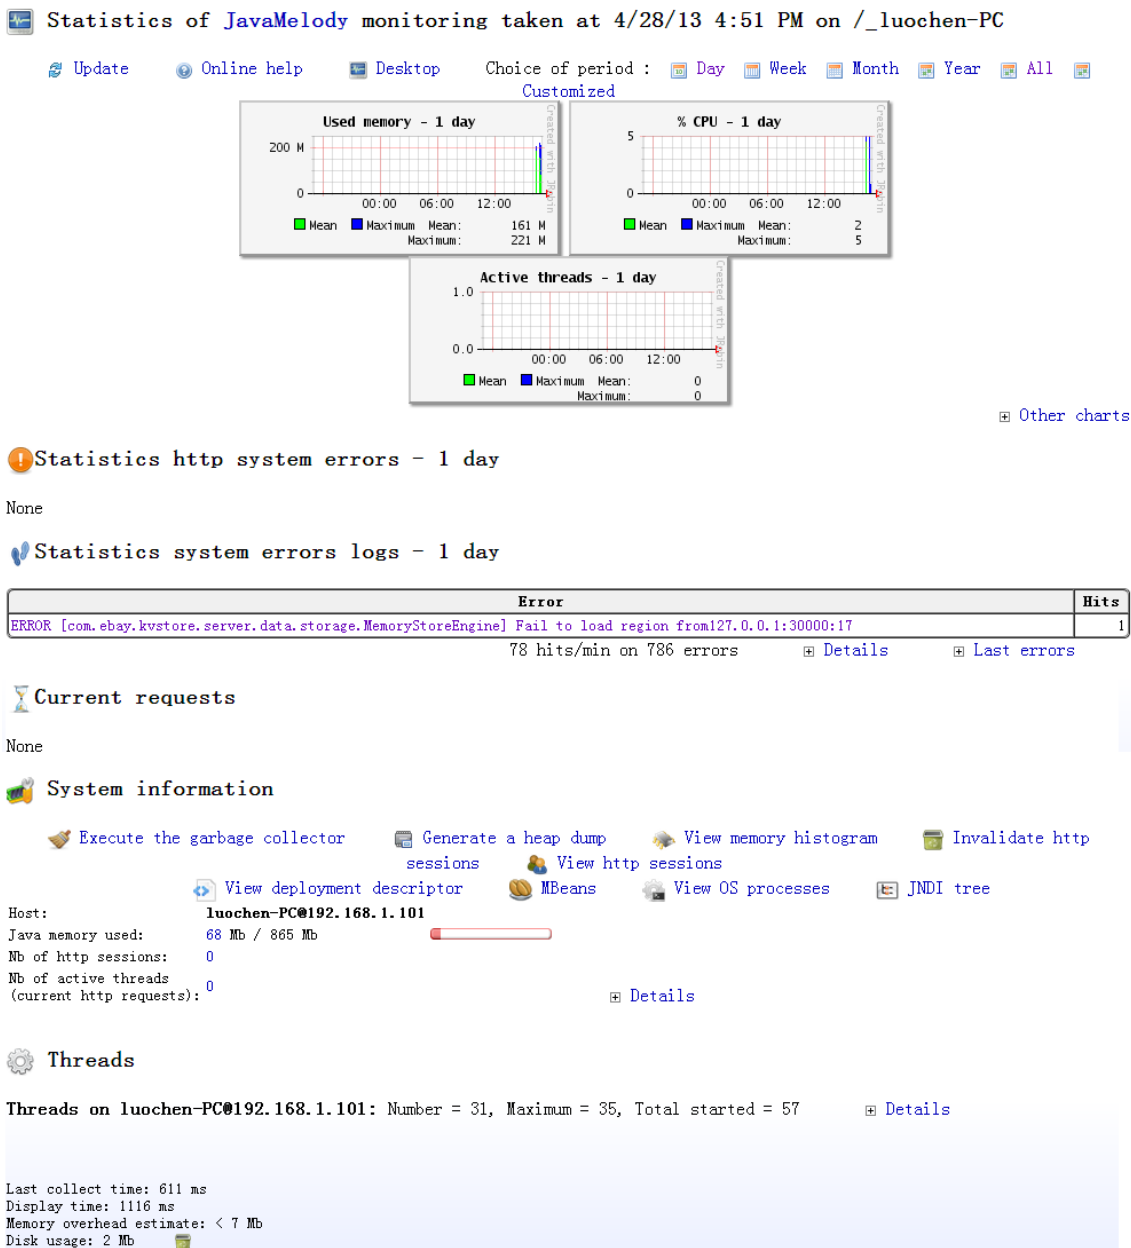 Statistics of JavaMelody monitoring taken at 4/28/13 4:51 PM on /_luochen-PC
Update Online help Desktop Choice of period : Day Week Month Year All
Customized
Used memory - 1 day
200 M
0
00:00 06:00 12:00
Mean Maximum Mean: 161 M
Maximum: 221 M
Created with JRobin
% CPU - 1 day
5
0
00:00 06:00 12:00
Mean Maximum Mean: 2
Maximum: 5
Created with JRobin
Active threads - 1 day
1.0
0.0
00:00 06:00 12:00
Mean Maximum Mean: 0
Maximum: 0
Created with JRobin
Other charts
Statistics http system errors - 1 day
None
Statistics system errors logs - 1 day
Error Hits
ERROR [com.ebay.kvstore.server.data.storage.MemoryStoreEngine] Fail to load region from127.0.0.1:30000:17 1
78 hits/min on 786 errors Details Last errors
Current requests
None
System information
Execute the garbage collector Generate a heap dump View memory histogram Invalidate http
sessions View http sessions
View deployment descriptor MBeans View OS processes JNDI tree
Host: luochen-PC@192.168.1.101
Java memory used: 68 Mb / 865 Mb
Nb of http sessions: 0
Nb of active threads
(current http requests): 0
Details
Threads
Threads on luochen-PC@192.168.1.101: Number = 31, Maximum = 35, Total started = 57 Details
Last collect time: 611 ms
Display time: 1116 ms
Memory overhead estimate: < 7 Mb
Disk usage: 2 Mb